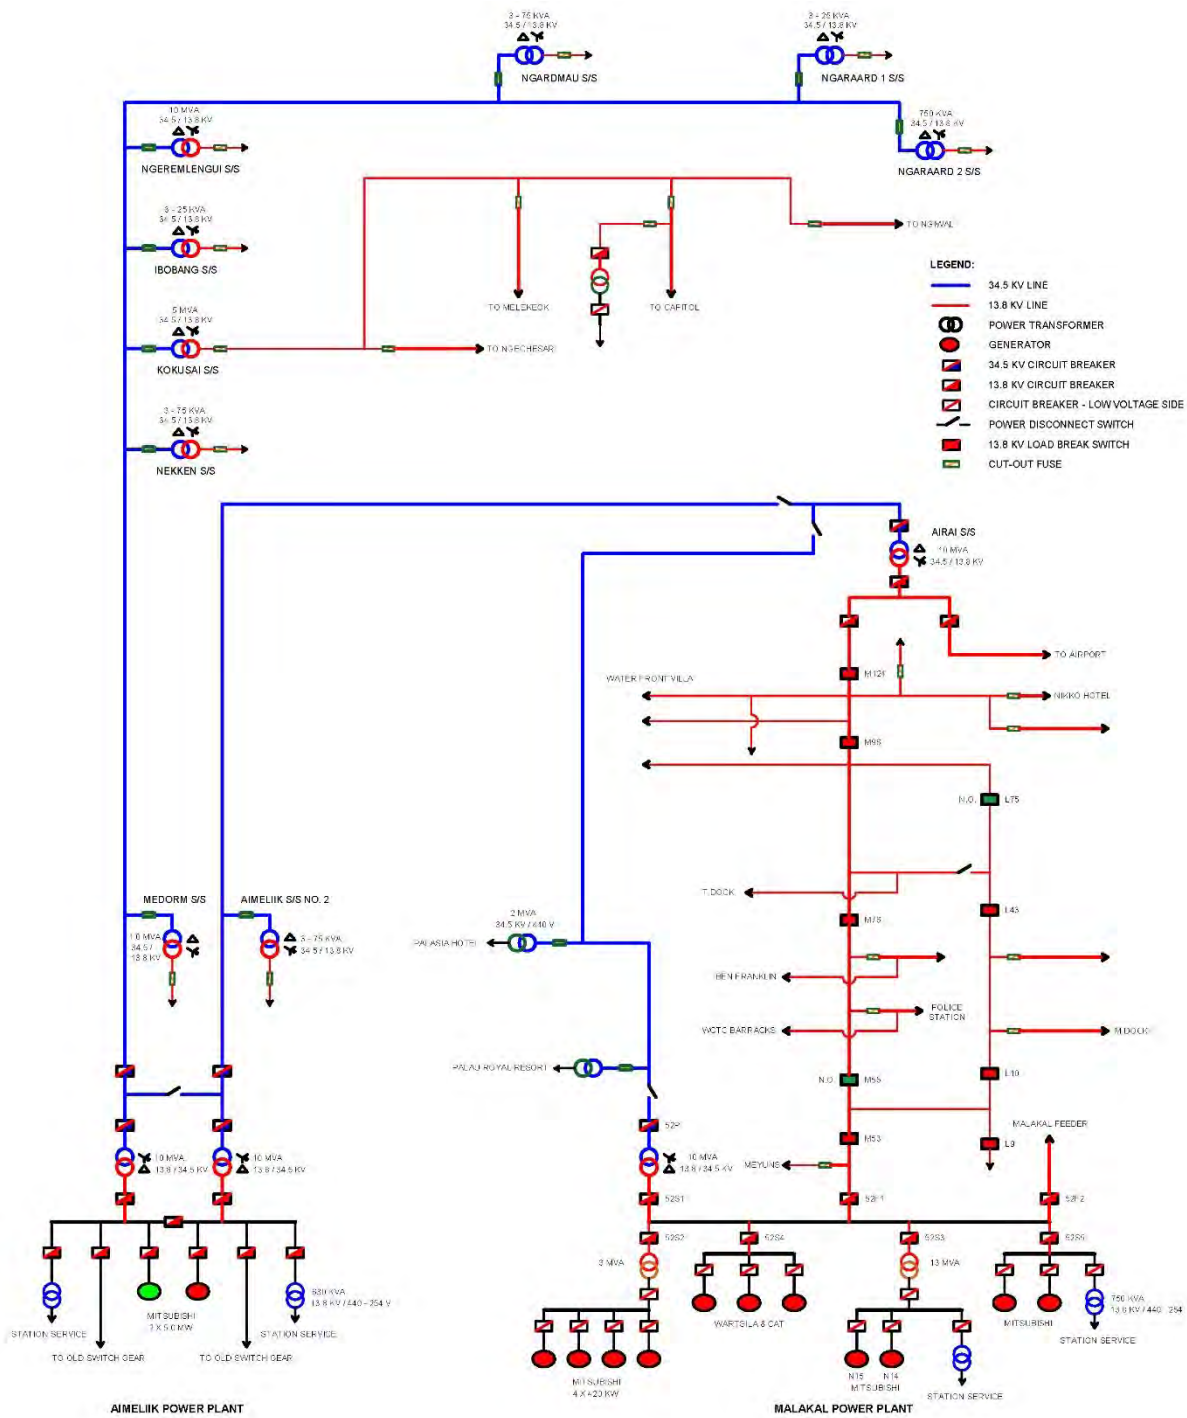 3 - 75 KVA
34.5 / 13.8 KV
NGARDMAU S/S
3 - 25 KVA
34.5 / 13.8 KV
NGARAARD 1 S/S
10 MVA
34.5 / 13.8 KV
NGEREMLENGUI S/S
750 KVA
34.5 / 13.8 KV
NGARAARD 2 S/S
3 - 25 KVA
34.5 / 13.8 KV
IBOBANG S/S
TO NGIWAL
TO MELEKEOK
TO CAPITOL
5 MVA
34.5 / 13.8 KV
KOKUSAI S/S
TO NGECHESAR
3 - 75 KVA
34.5 / 13.8 KV
NEKKEN S/S
LEGEND:
34.5 KV LINE
13.8 KV LINE
POWER TRANSFORMER
GENERATOR
34.5 KV CIRCUIT BREAKER
13.8 KV CIRCUIT BREAKER
CIRCUIT BREAKER - LOW VOLTAGE SIDE
POWER DISCONNECT SWITCH
13.8 KV LOAD BREAK SWITCH
CUT-OUT FUSE
AIRAI S/S
10 MVA
34.5 / 13.8 KV
TO AIRPORT
WATER FRONT VILLA
NIKKO HOTEL
N.O.
L75
T.DOCK
L43
MEDORM S/S
AIMELIIK S/S NO. 2
34.5 /
13.8 KV
3 - 75 KVA
34.5 / 13.8 KV
2 MVA
34.5 KV / 440 V
PALASIA HOTEL
BEN FRANKLIN
WCTC BARRACKS
POLICE
STATION
M.DOCK
PALAU ROYAL RESORT
N.O.
M55
L10
52P
M53
L9
MALAKAL FEEDER
10 MVA
13.8 / 34.5 KV
10 MVA
13.8 / 34.5 KV
10 MVA
13.8 / 34.5 KV
MEYUNS
52S1
52F1
52F2
52S2
52S4
52S3
52S5
3 MVA
13 MVA
630 KVA
13.8 KV / 440 - 254 V
STATION SERVICE
MITSUBISHI
2 X 5.0 MW
STATION SERVICE
TO OLD SWITCH GEAR
TO OLD SWITCH GEAR
WARTSILA & CAT
MITSUBISHI
750 KVA
13.8 KV / 440 - 254
STATION SERVICE
MITSUBISHI
4 X 420 KW
N15
N14
MITSUBISHI
STATION SERVICE
AIMELIIK POWER PLANT
MALAKAL POWER PLANT